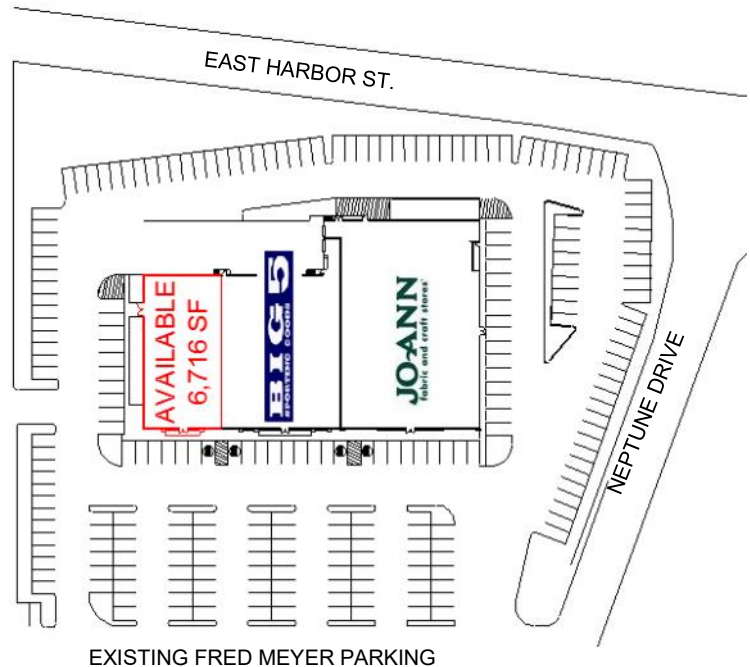 EAST HARBOR ST.
AVAILABLE
6,716 SF
BIG 5
SPORTING GOODS
JO-ANN
fabric and craft stores®
NEPTUNE DRIVE
EXISTING FRED MEYER PARKING